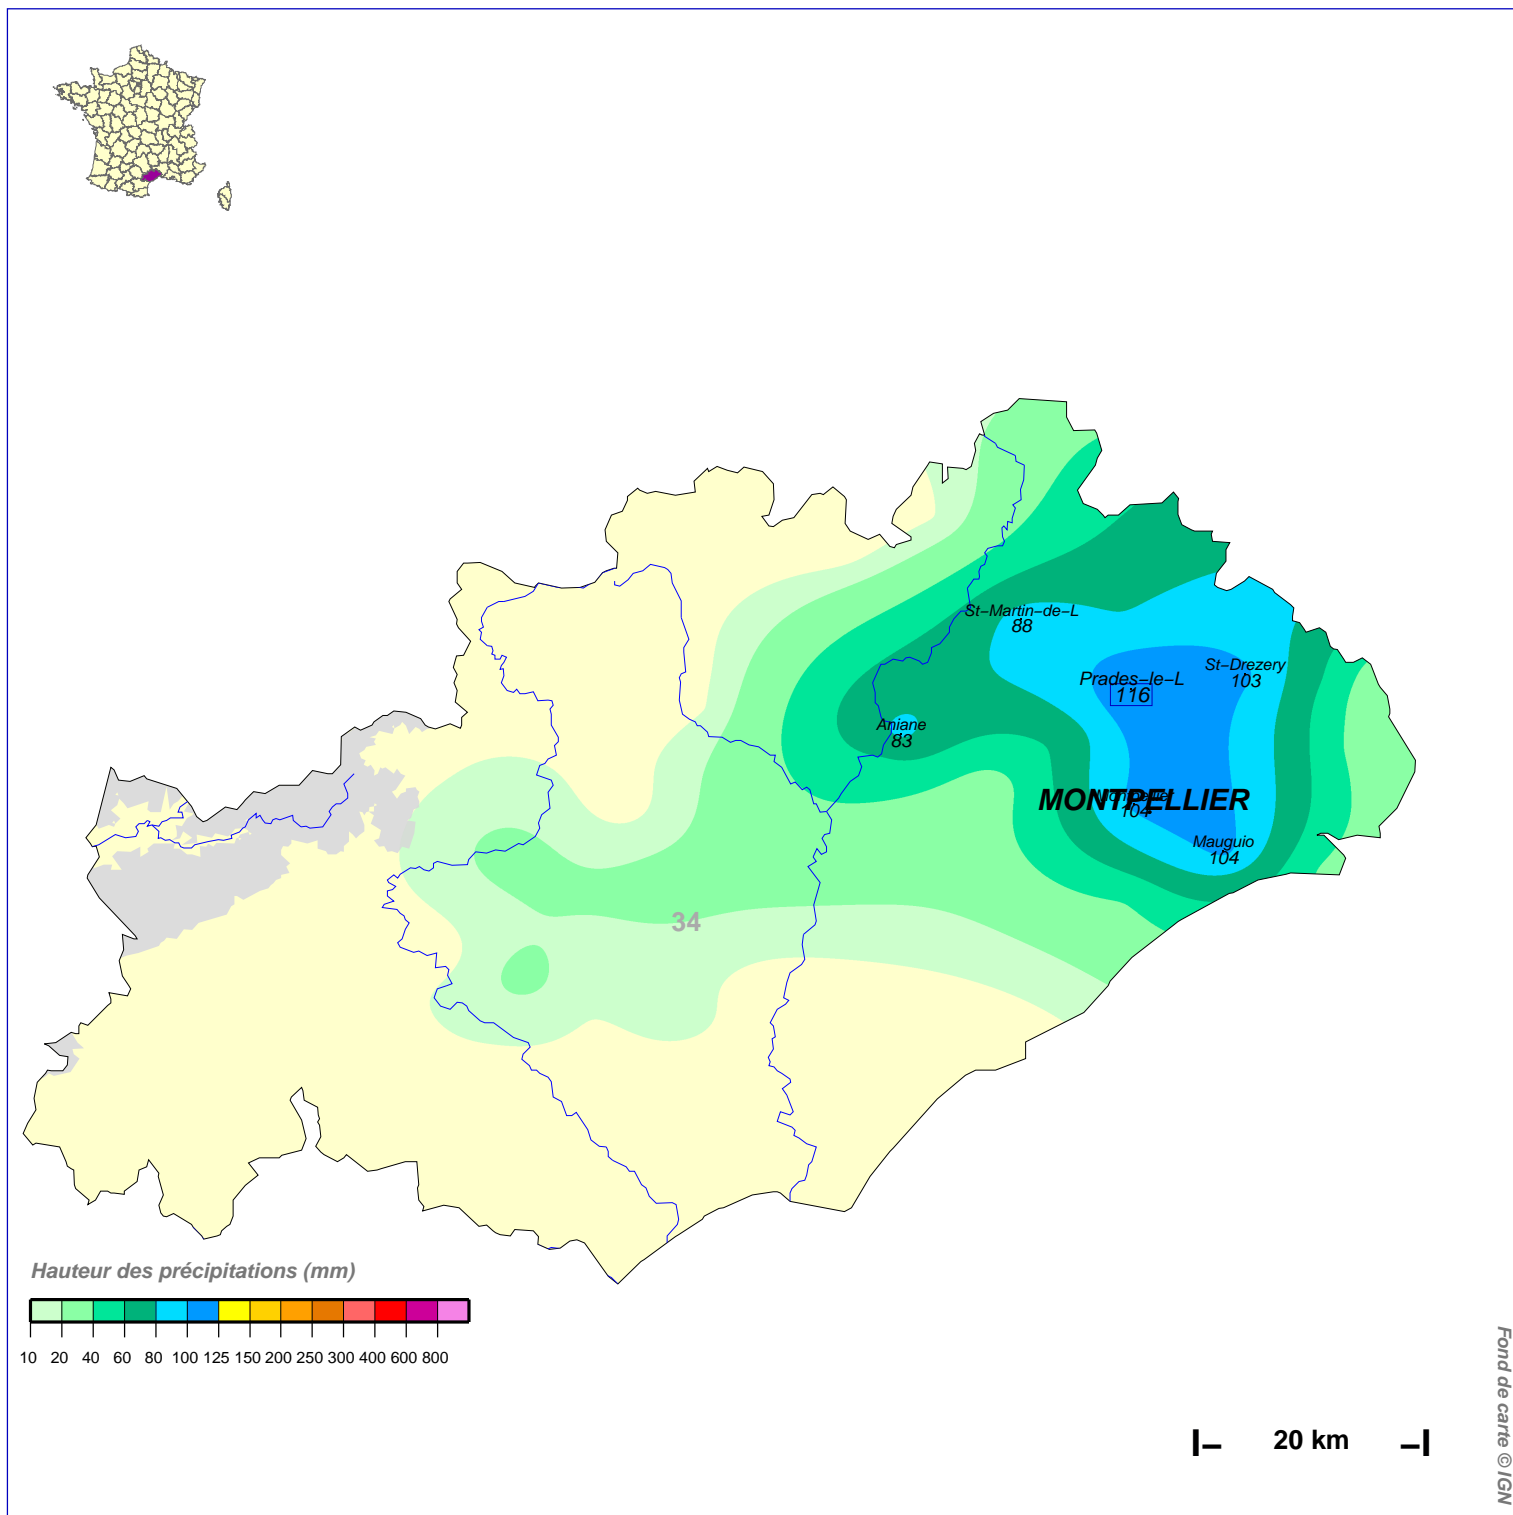 St-Martin-de-L
88
St-Drezery
103
Prades-le-L
116
Aniane
83
Montpellier
MONTPELLIER
104
Mauguio
104
34
Hauteur des précipitations (mm)
10 20 40 60 80 100 125 150 200 250 300 400 600 800
20 km
Fond de carte © IGN